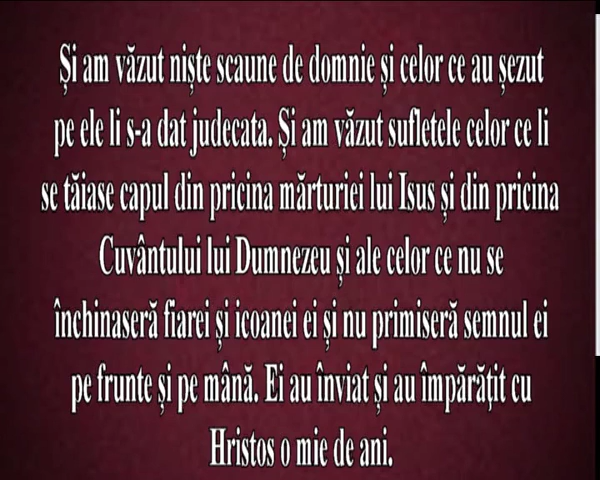 Și am văzut niște scaune de domnie și celor ce au șezut
pe ele li s-a dat judecata. Și am văzut sufletele celor ce li
se tăiase capul din pricina mărturiei lui Isus și din pricina
Cuvântului lui Dumnezeu și ale celor ce nu se
închinaseră fiarei și icoanei ei și nu primiseră semnul ei
pe frunte și pe mână. Ei au înviat și au împărățit cu
Hristos o mie de ani.